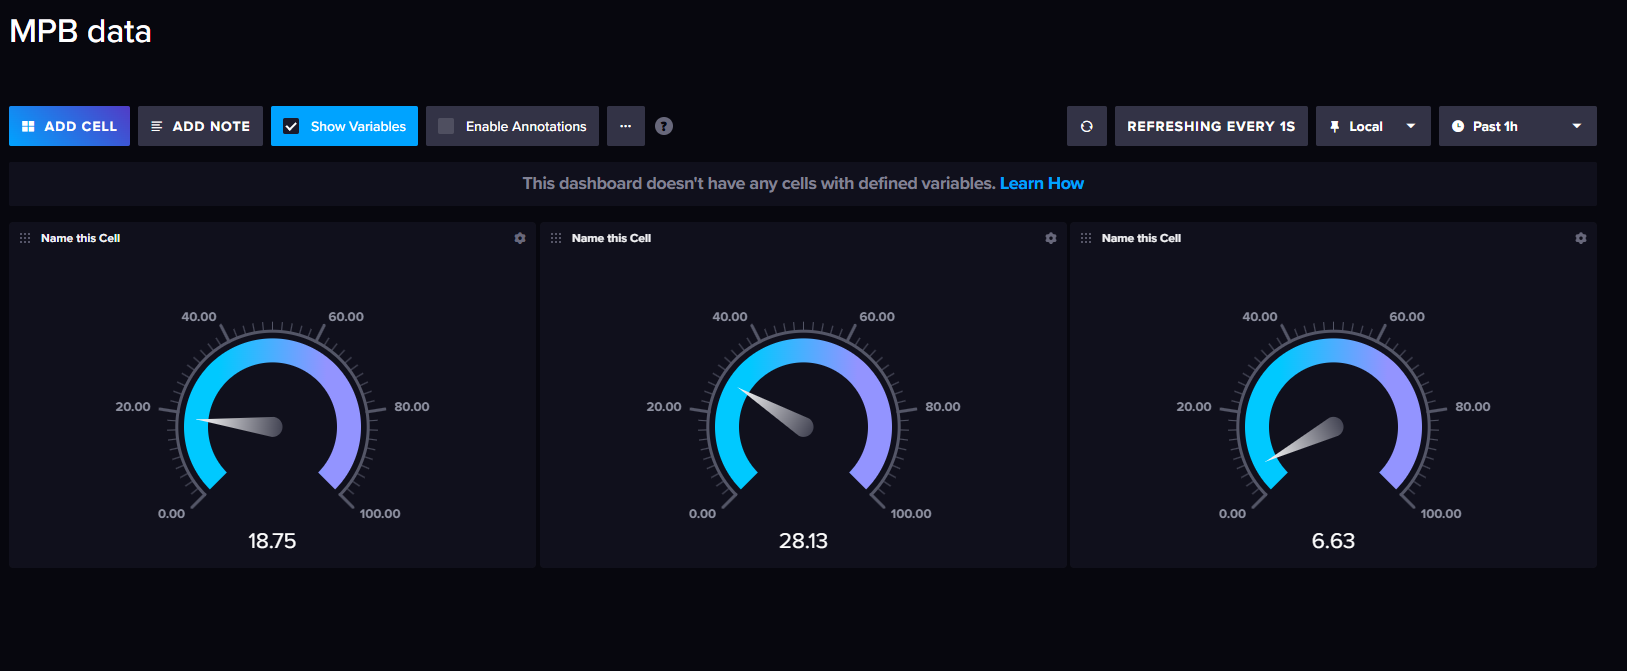 MPB data
ADD CELL ADD NOTE Show Variables Enable Annotations ... ? REFRESHING EVERY 1S Local Past 1h
This dashboard doesn't have any cells with defined variables. Learn How
Name this Cell Name this Cell Name this Cell
40.00 60.00 40.00 60.00 40.00 60.00
20.00 80.00 20.00 80.00 20.00 80.00
0.00 100.00 0.00 100.00 0.00 100.00
18.75 28.13 6.63